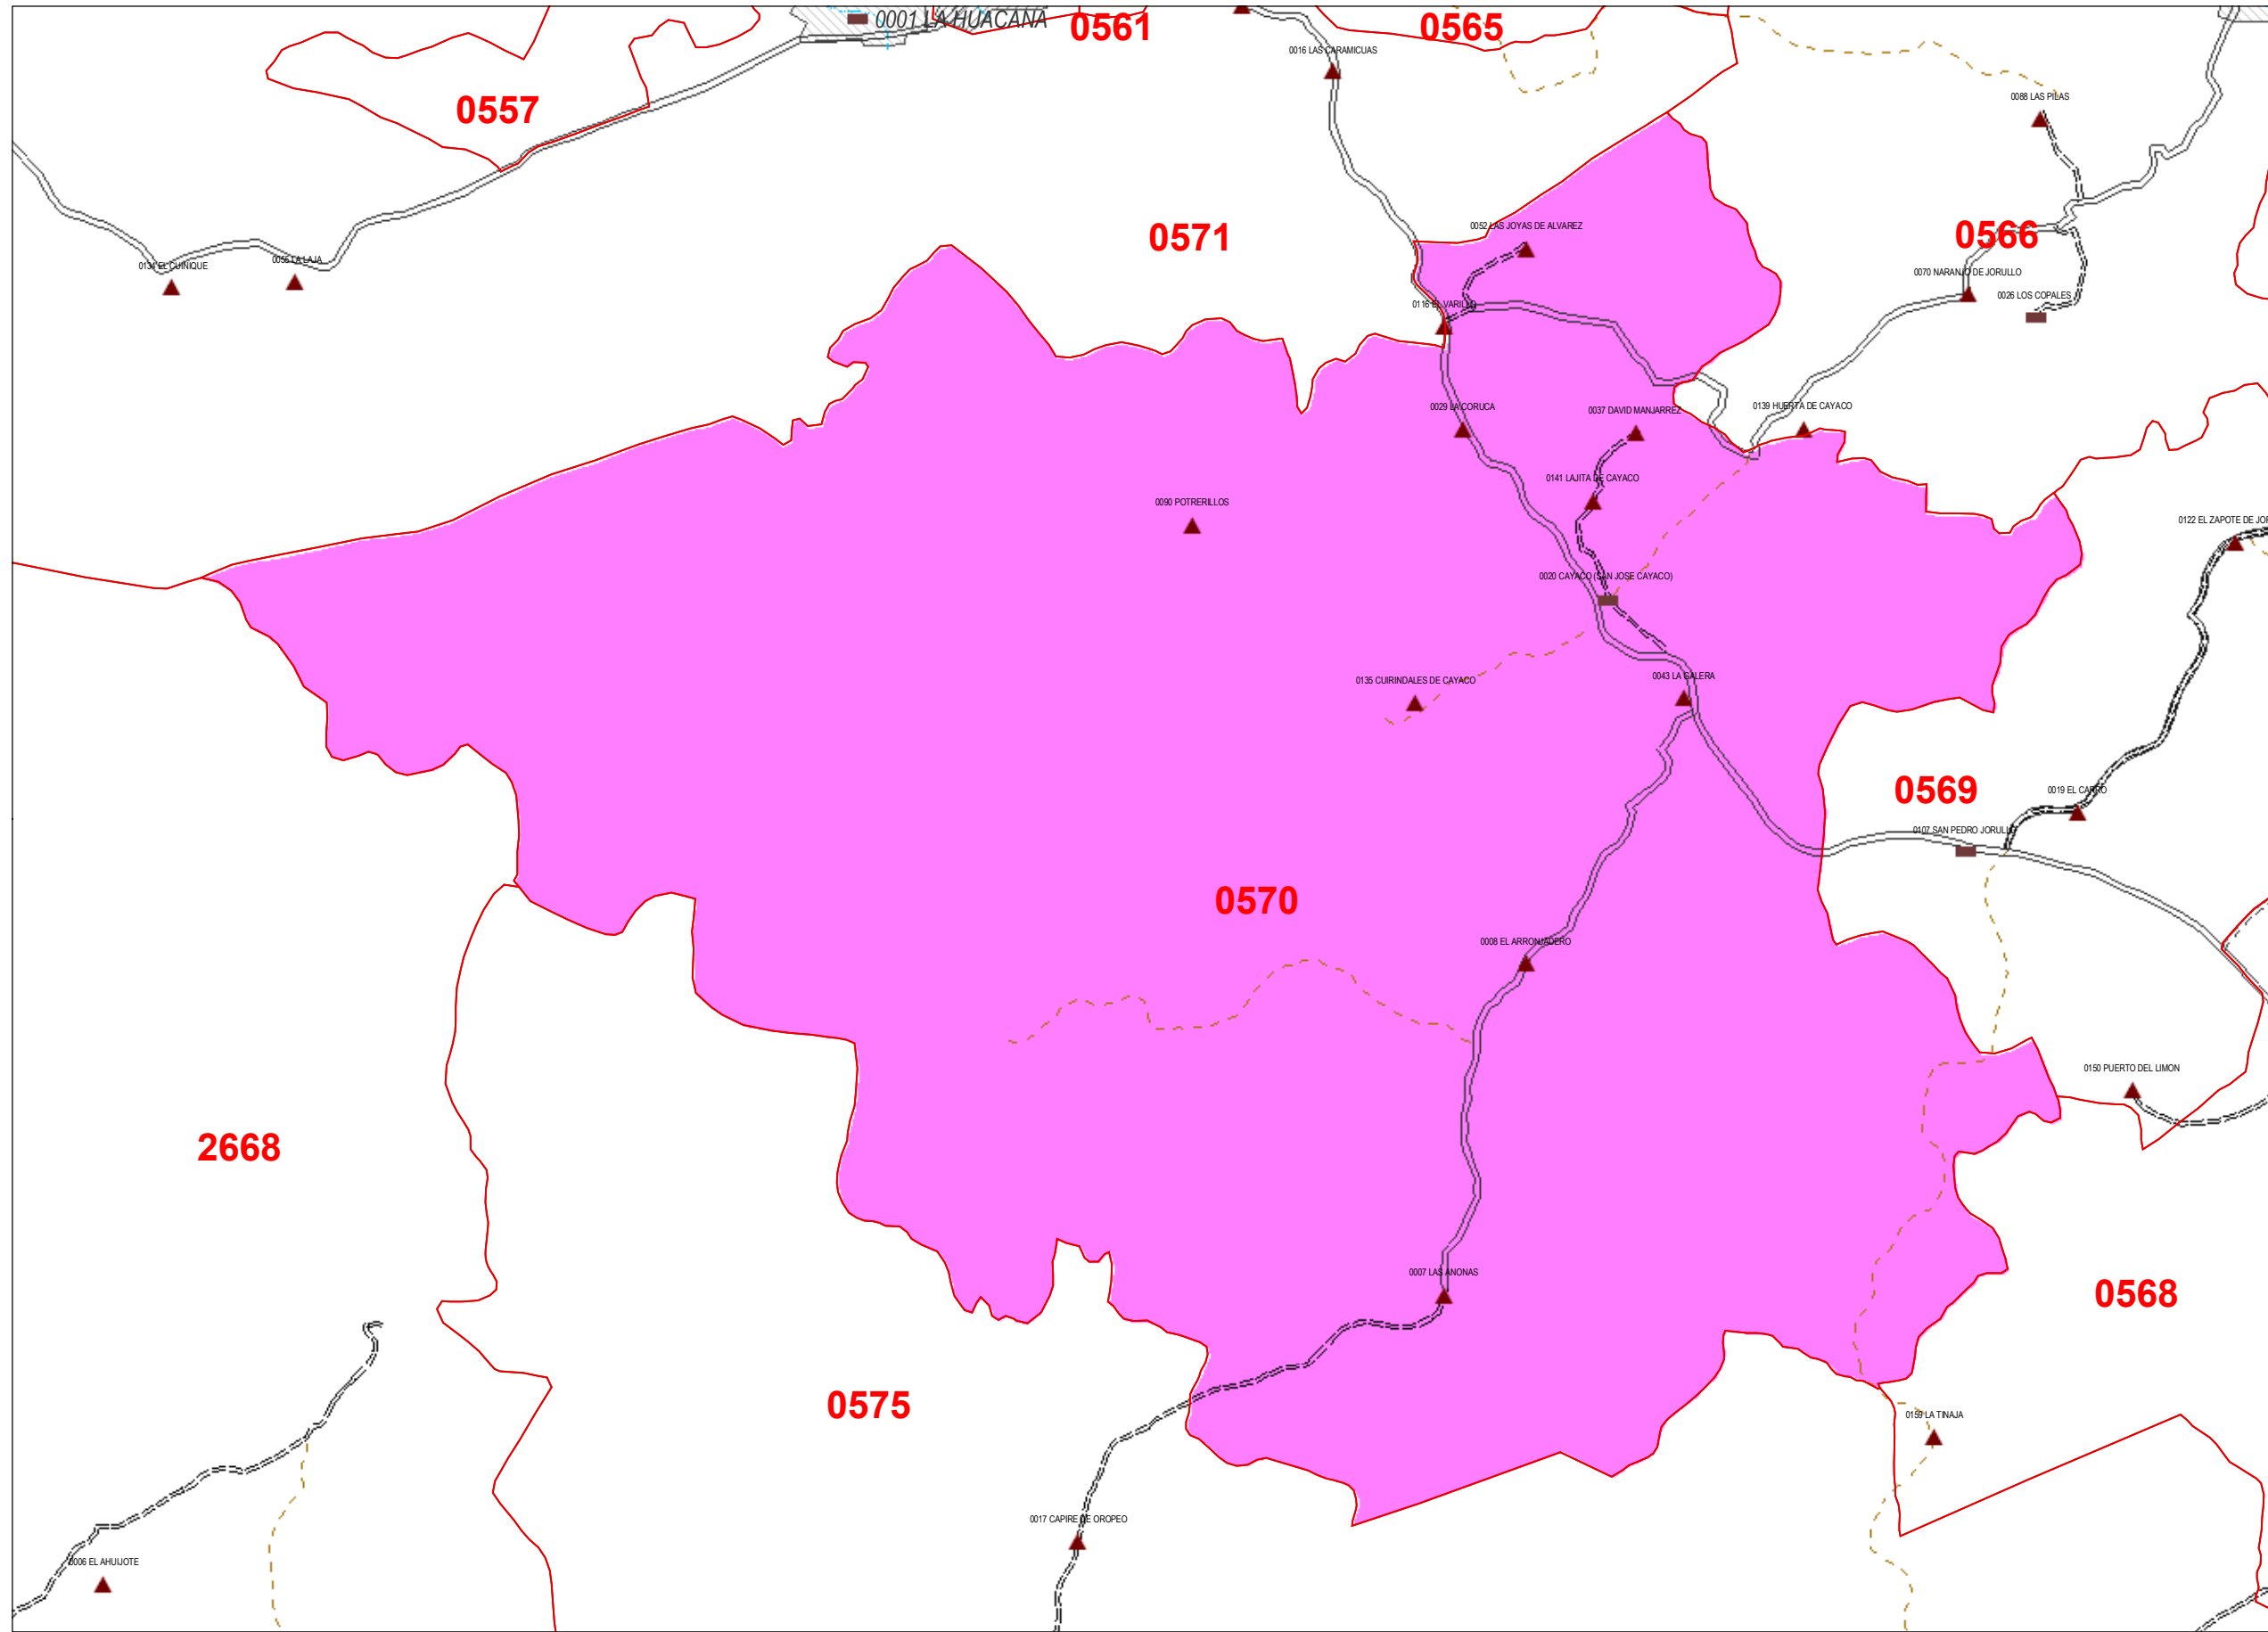 0001 LA HUACANA
0561
0565
0016 LAS CARAMICUAS
0557
0088 LAS PILAS
0571
0052 LAS JOYAS DE ALVAREZ
0566
0134 EL CUINIQUE
0055 LA LAJA
0070 NARANJO DE JORULLO
0026 LOS COPALES
0116 EL VARILLO
0029 LA CORUCA
0037 DAVID MANJARREZ
0139 HUERTA DE CAYACO
0141 LAJITA DE CAYACO
0090 POTRERILLOS
0122 EL ZAPOTE DE JOR
0020 CAYACO (SAN JOSE CAYACO)
0135 CUIRINDALES DE CAYACO
0043 LA GALERA
0569
0019 EL CARRO
0107 SAN PEDRO JORULLO
0570
0008 EL ARRONJADERO
0150 PUERTO DEL LIMON
2668
0007 LAS ANONAS
0568
0575
0159 LA TINAJA
0017 CAPIRE DE OROPEO
0006 EL AHUIJOTE